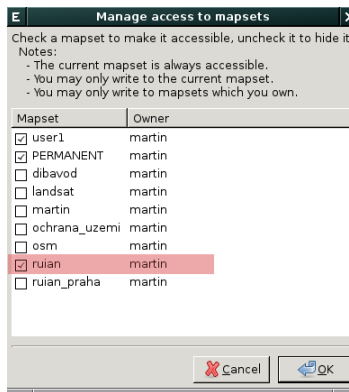 E Manage access to mapsets
Check a mapset to make it accessible, uncheck it to hide it
Notes:
- The current mapset is always accessible.
- You may only write to the current mapset.
- You may only write to mapsets which you own.
Mapset Owner
user1 martin
PERMANENT martin
dibavod martin
landsat martin
martin martin
ochrana_uzemi martin
osm martin
ruian martin
ruian_praha martin
Cancel OK